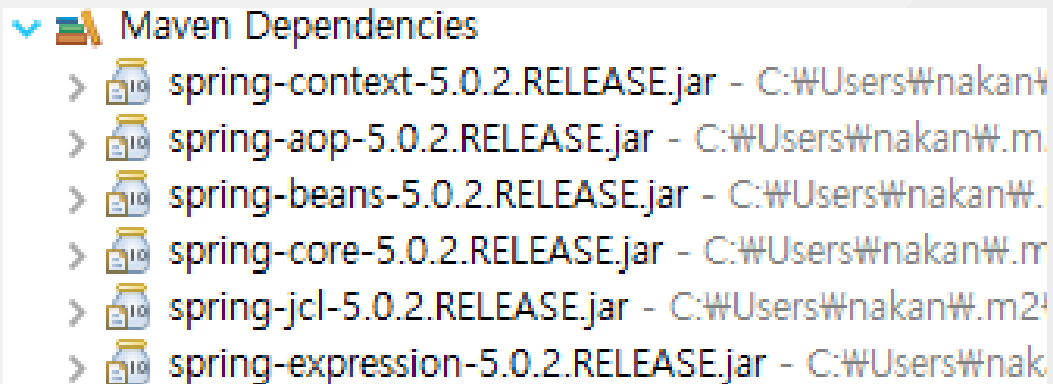 Maven Dependencies
spring-context-5.0.2.RELEASE.jar - C:₩Users₩nakan₩
spring-aop-5.0.2.RELEASE.jar - C:₩Users₩nakan₩.m.
spring-beans-5.0.2.RELEASE.jar - C:₩Users₩nakan₩.
spring-core-5.0.2.RELEASE.jar - C:₩Users₩nakan₩.m
spring-jcl-5.0.2.RELEASE.jar - C:₩Users₩nakan₩.m2₩
spring-expression-5.0.2.RELEASE.jar - C:₩Users₩nak